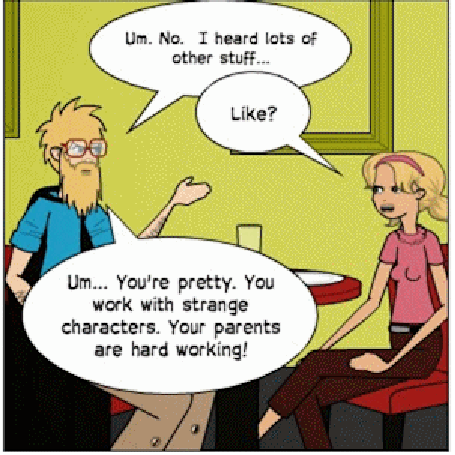 Um. No. I heard lots of
other stuff...
Like?
Um... You're pretty. You
work with strange
characters. Your parents
are hard working!